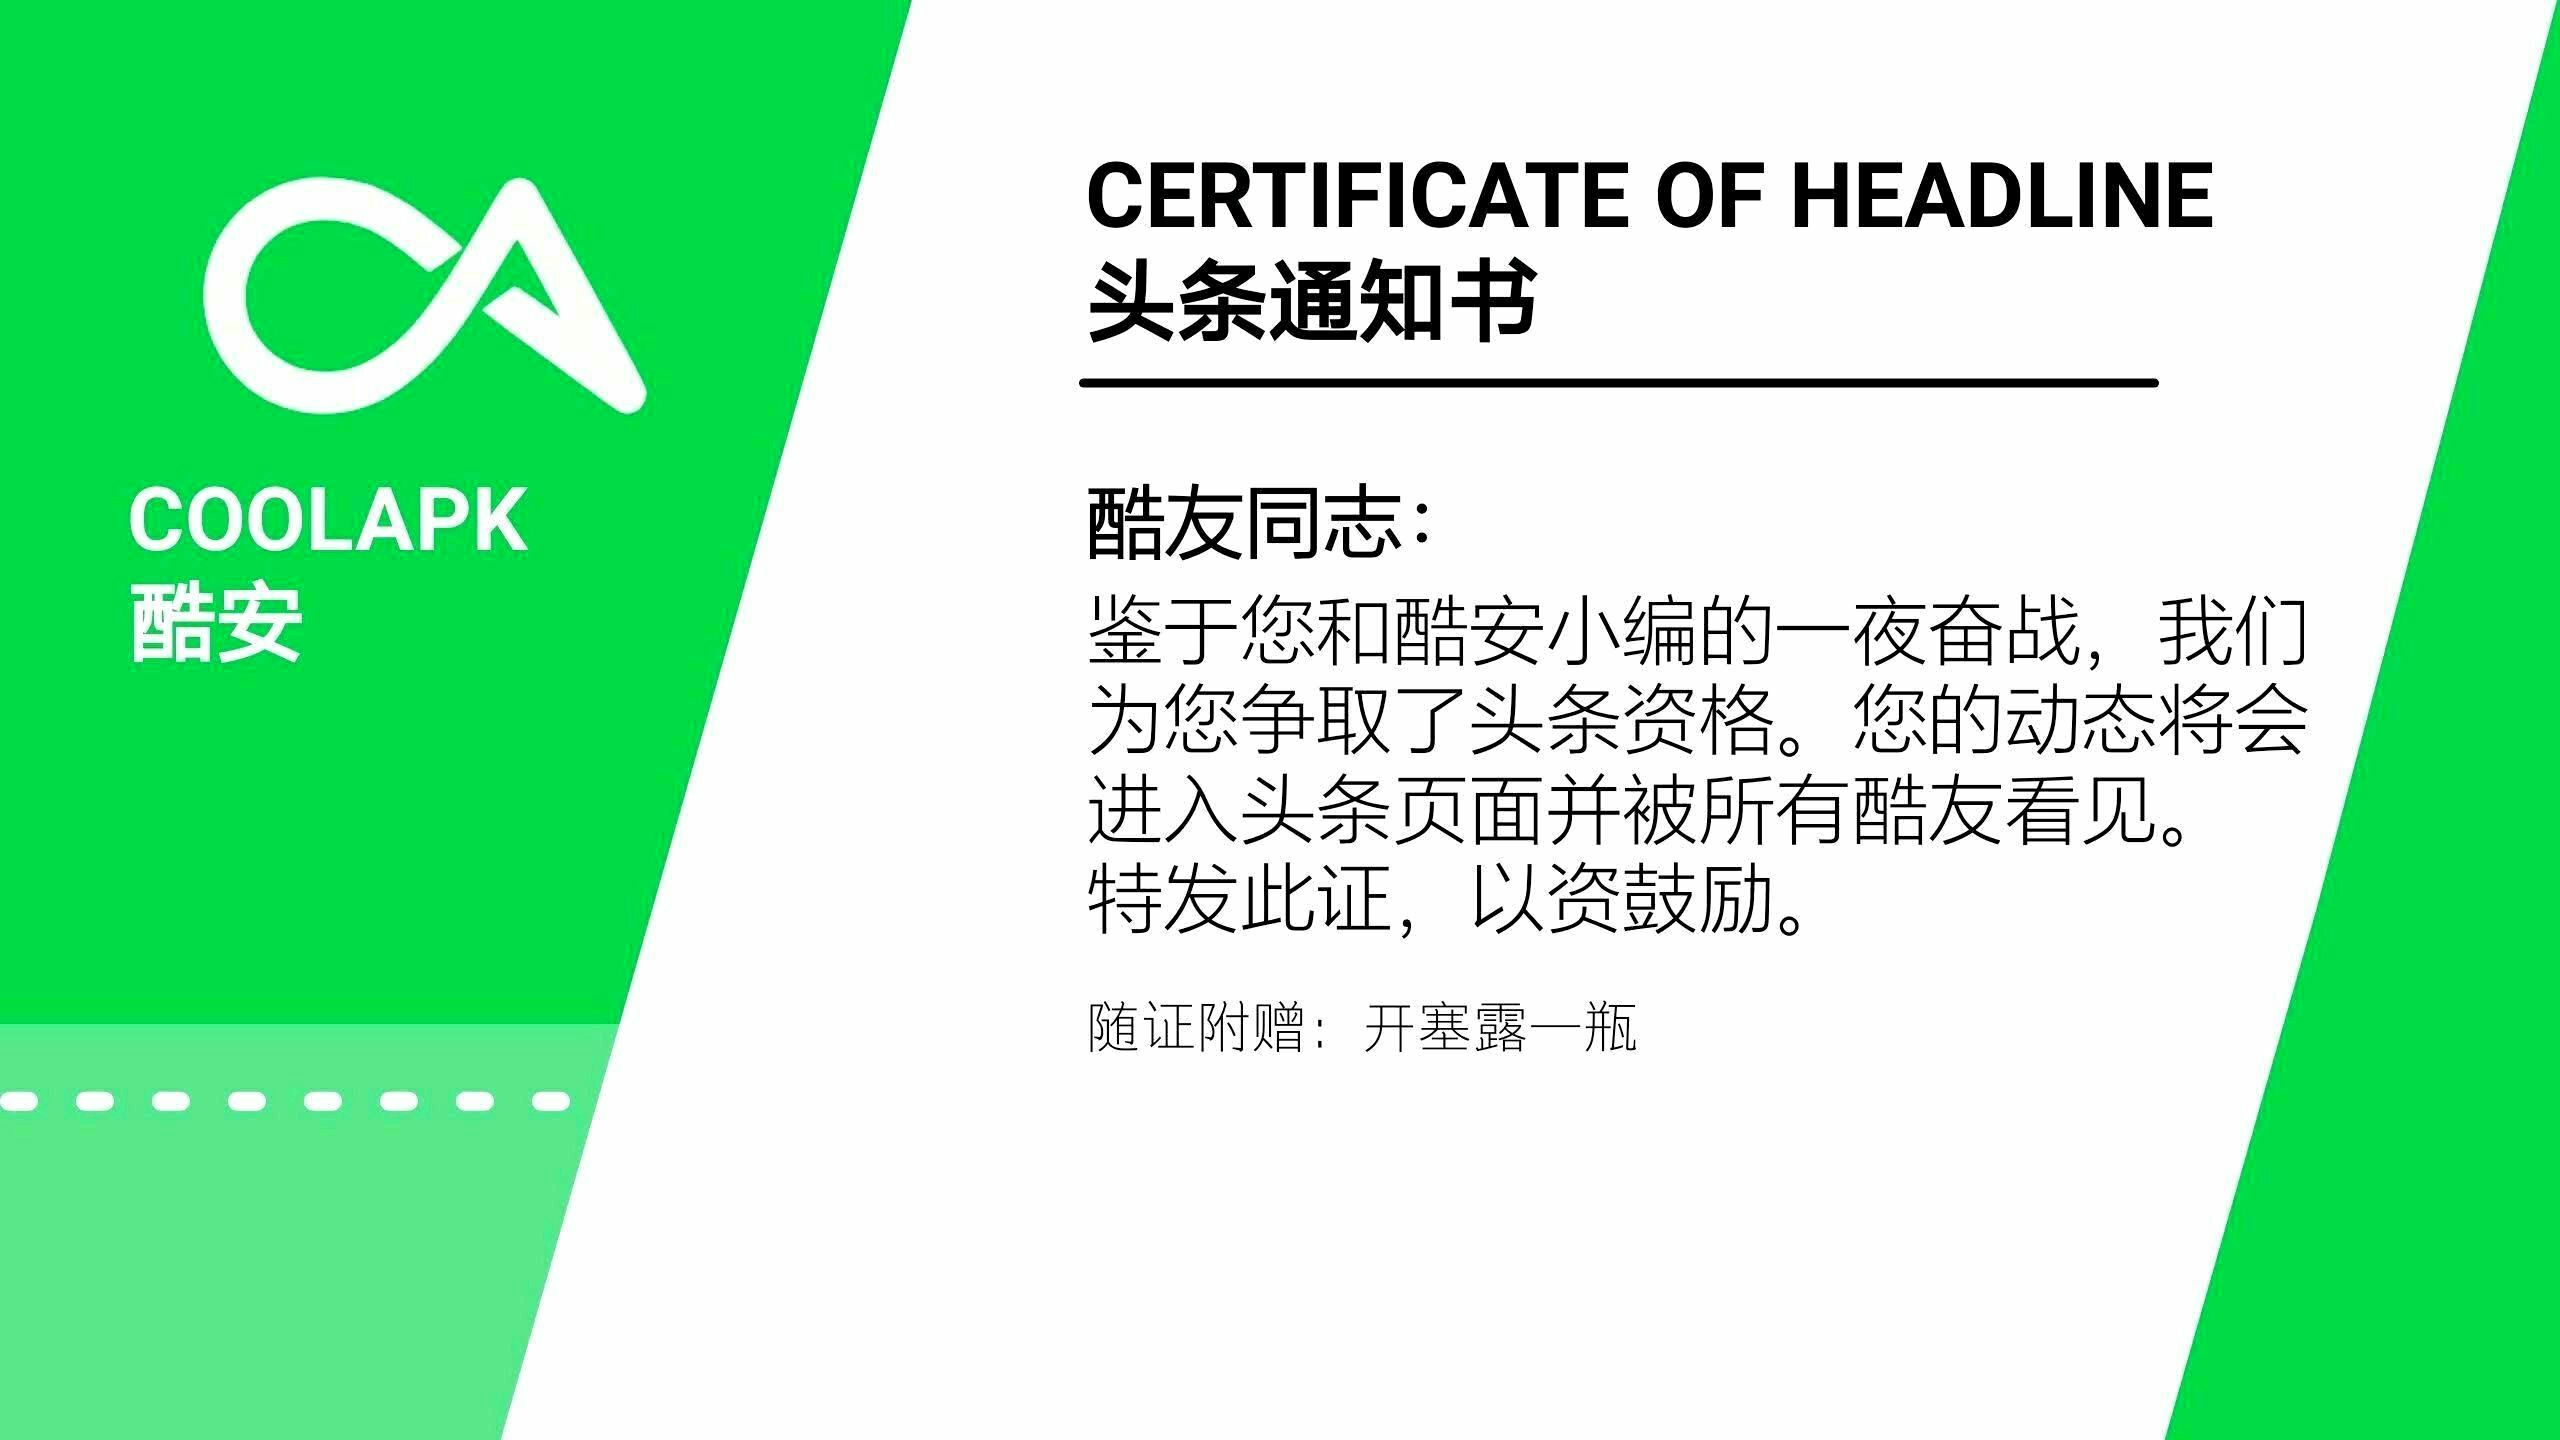 COOLAPK
酷安
CERTIFICATE OF HEADLINE
头条通知书
酷友同志：
鉴于您和酷安小编的一夜奋战，我们
为您争取了头条资格。您的动态将会
进入头条页面并被所有酷友看见。
特发此证，以资鼓励。
随证附赠：开塞露一瓶